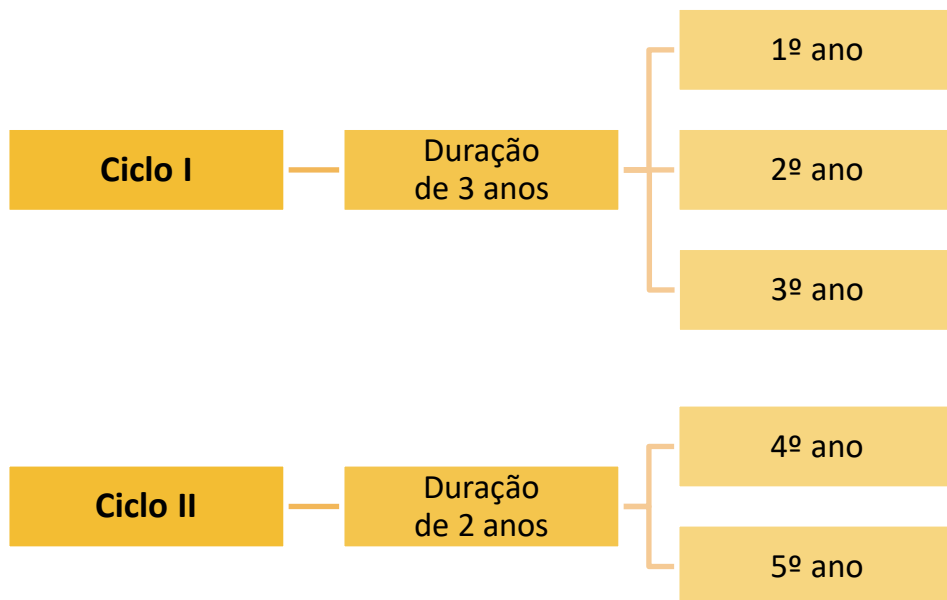 Ciclo I
Duração
de 3 anos
1º ano
2º ano
3º ano
Ciclo II
Duração
de 2 anos
4º ano
5º ano